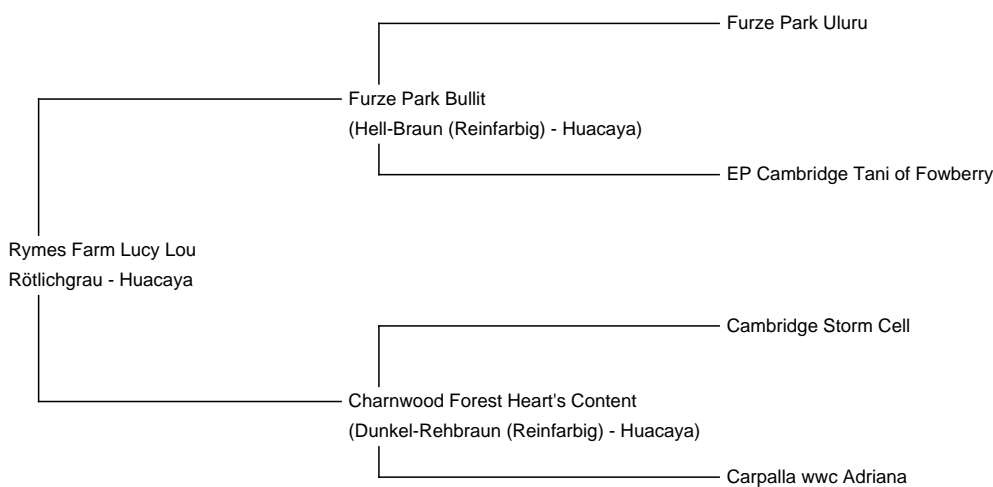 Furze Park Uluru
Furze Park Bullit
(Hell-Braun (Reinfarbig) - Huacaya)
EP Cambridge Tani of Fowberry
Rymes Farm Lucy Lou
Rötlichgrau - Huacaya
Cambridge Storm Cell
Charnwood Forest Heart's Content
(Dunkel-Rehbraun (Reinfarbig) - Huacaya)
Carpalla wwc Adriana